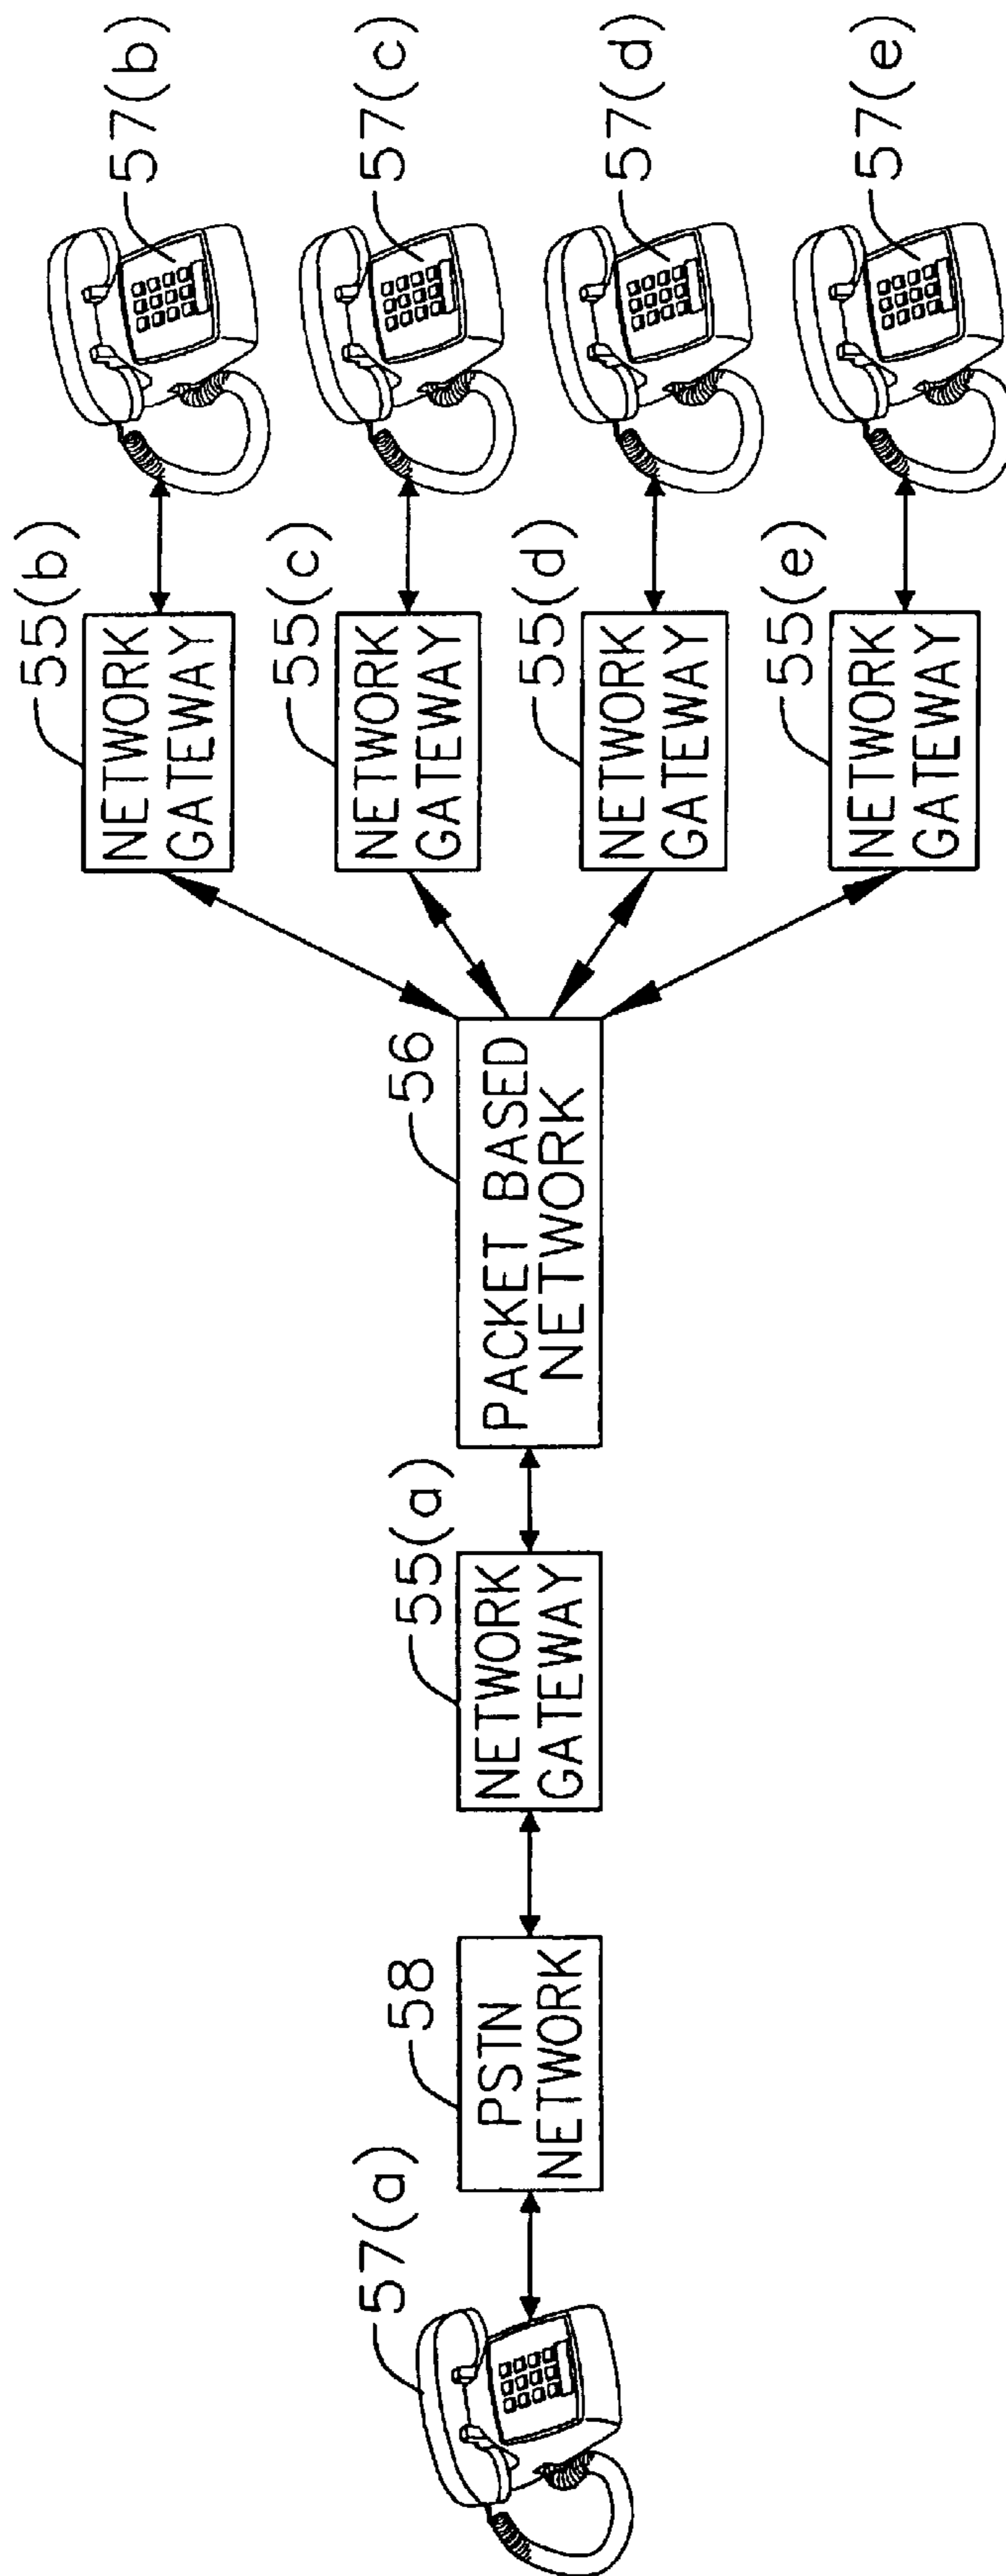 57(a)
58
PSTN
NETWORK
55(a)
NETWORK
GATEWAY
56
PACKET BASED
NETWORK
55(b)
NETWORK
GATEWAY
57(b)
55(c)
NETWORK
GATEWAY
57(c)
55(d)
NETWORK
GATEWAY
57(d)
55(e)
NETWORK
GATEWAY
57(e)